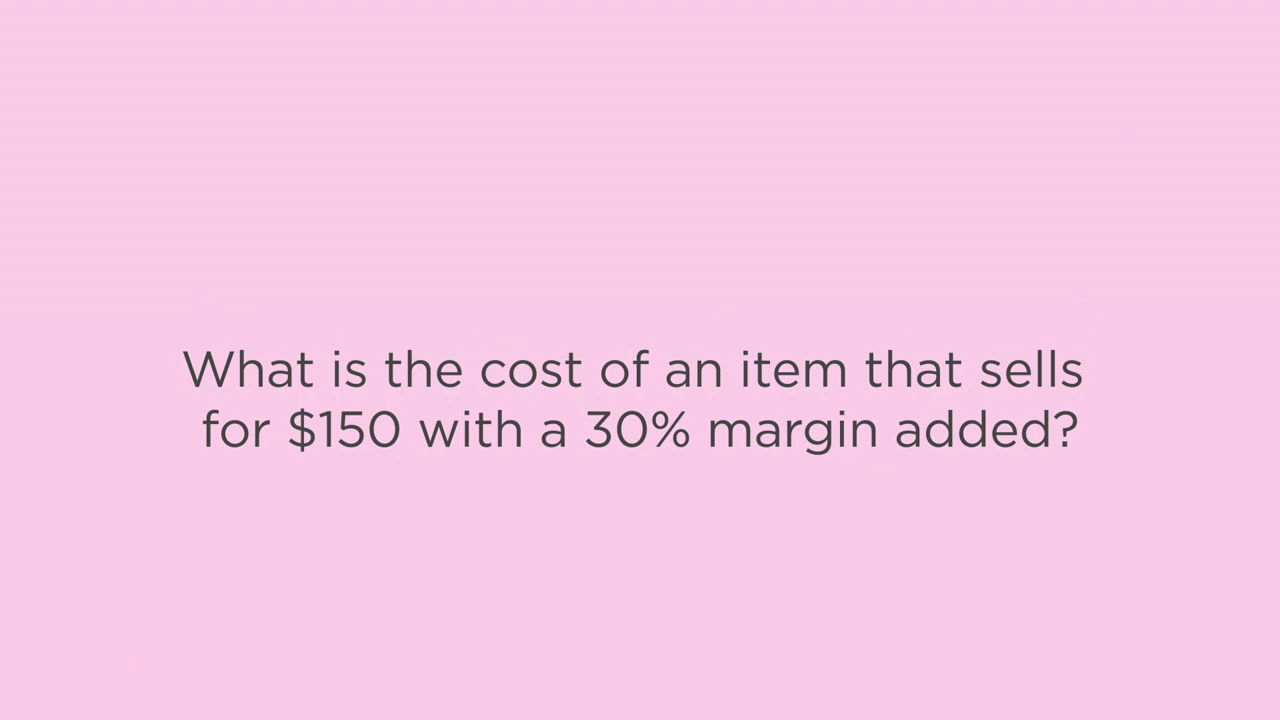 What is the cost of an item that sells
for $150 with a 30% margin added?